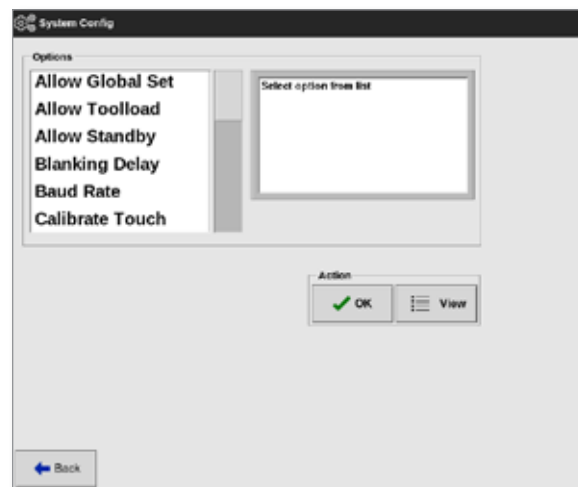 System Config
Options
Allow Global Set
Allow Toolload
Allow Standby
Blanking Delay
Baud Rate
Calibrate Touch
Select option from list
Action
OK
View
Back